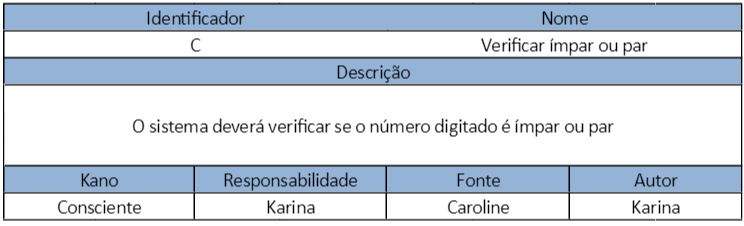 Identificador Nome
C Verificar ímpar ou par
Descrição
O sistema deverá verificar se o número digitado é ímpar ou par
Kano Responsabilidade Fonte Autor
Consciente Karina Caroline Karina